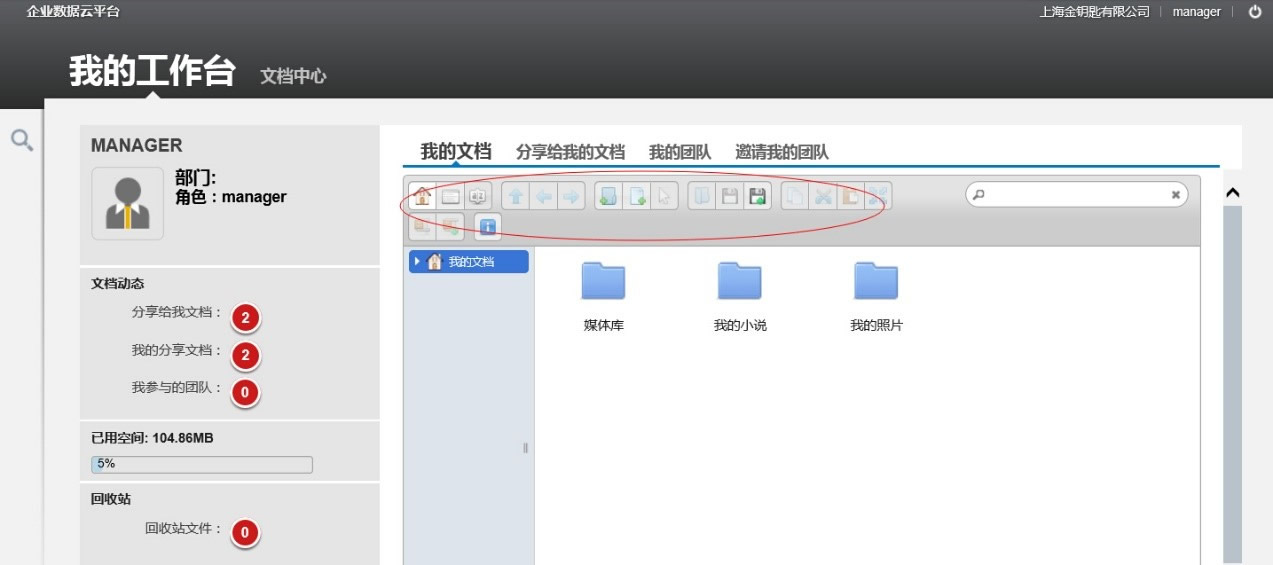 企业数据云平台
上海金钥匙有限公司 | manager |
我的工作台 文档中心
MANAGER
部门:
角色：manager
文档动态
分享给我文档： 2
我的分享文档： 2
我参与的团队： 0
已用空间: 104.86MB
5%
回收站
回收站文件： 0
我的文档 分享给我的文档 我的团队 邀请我的团队
我的文档
媒体库 我的小说 我的照片